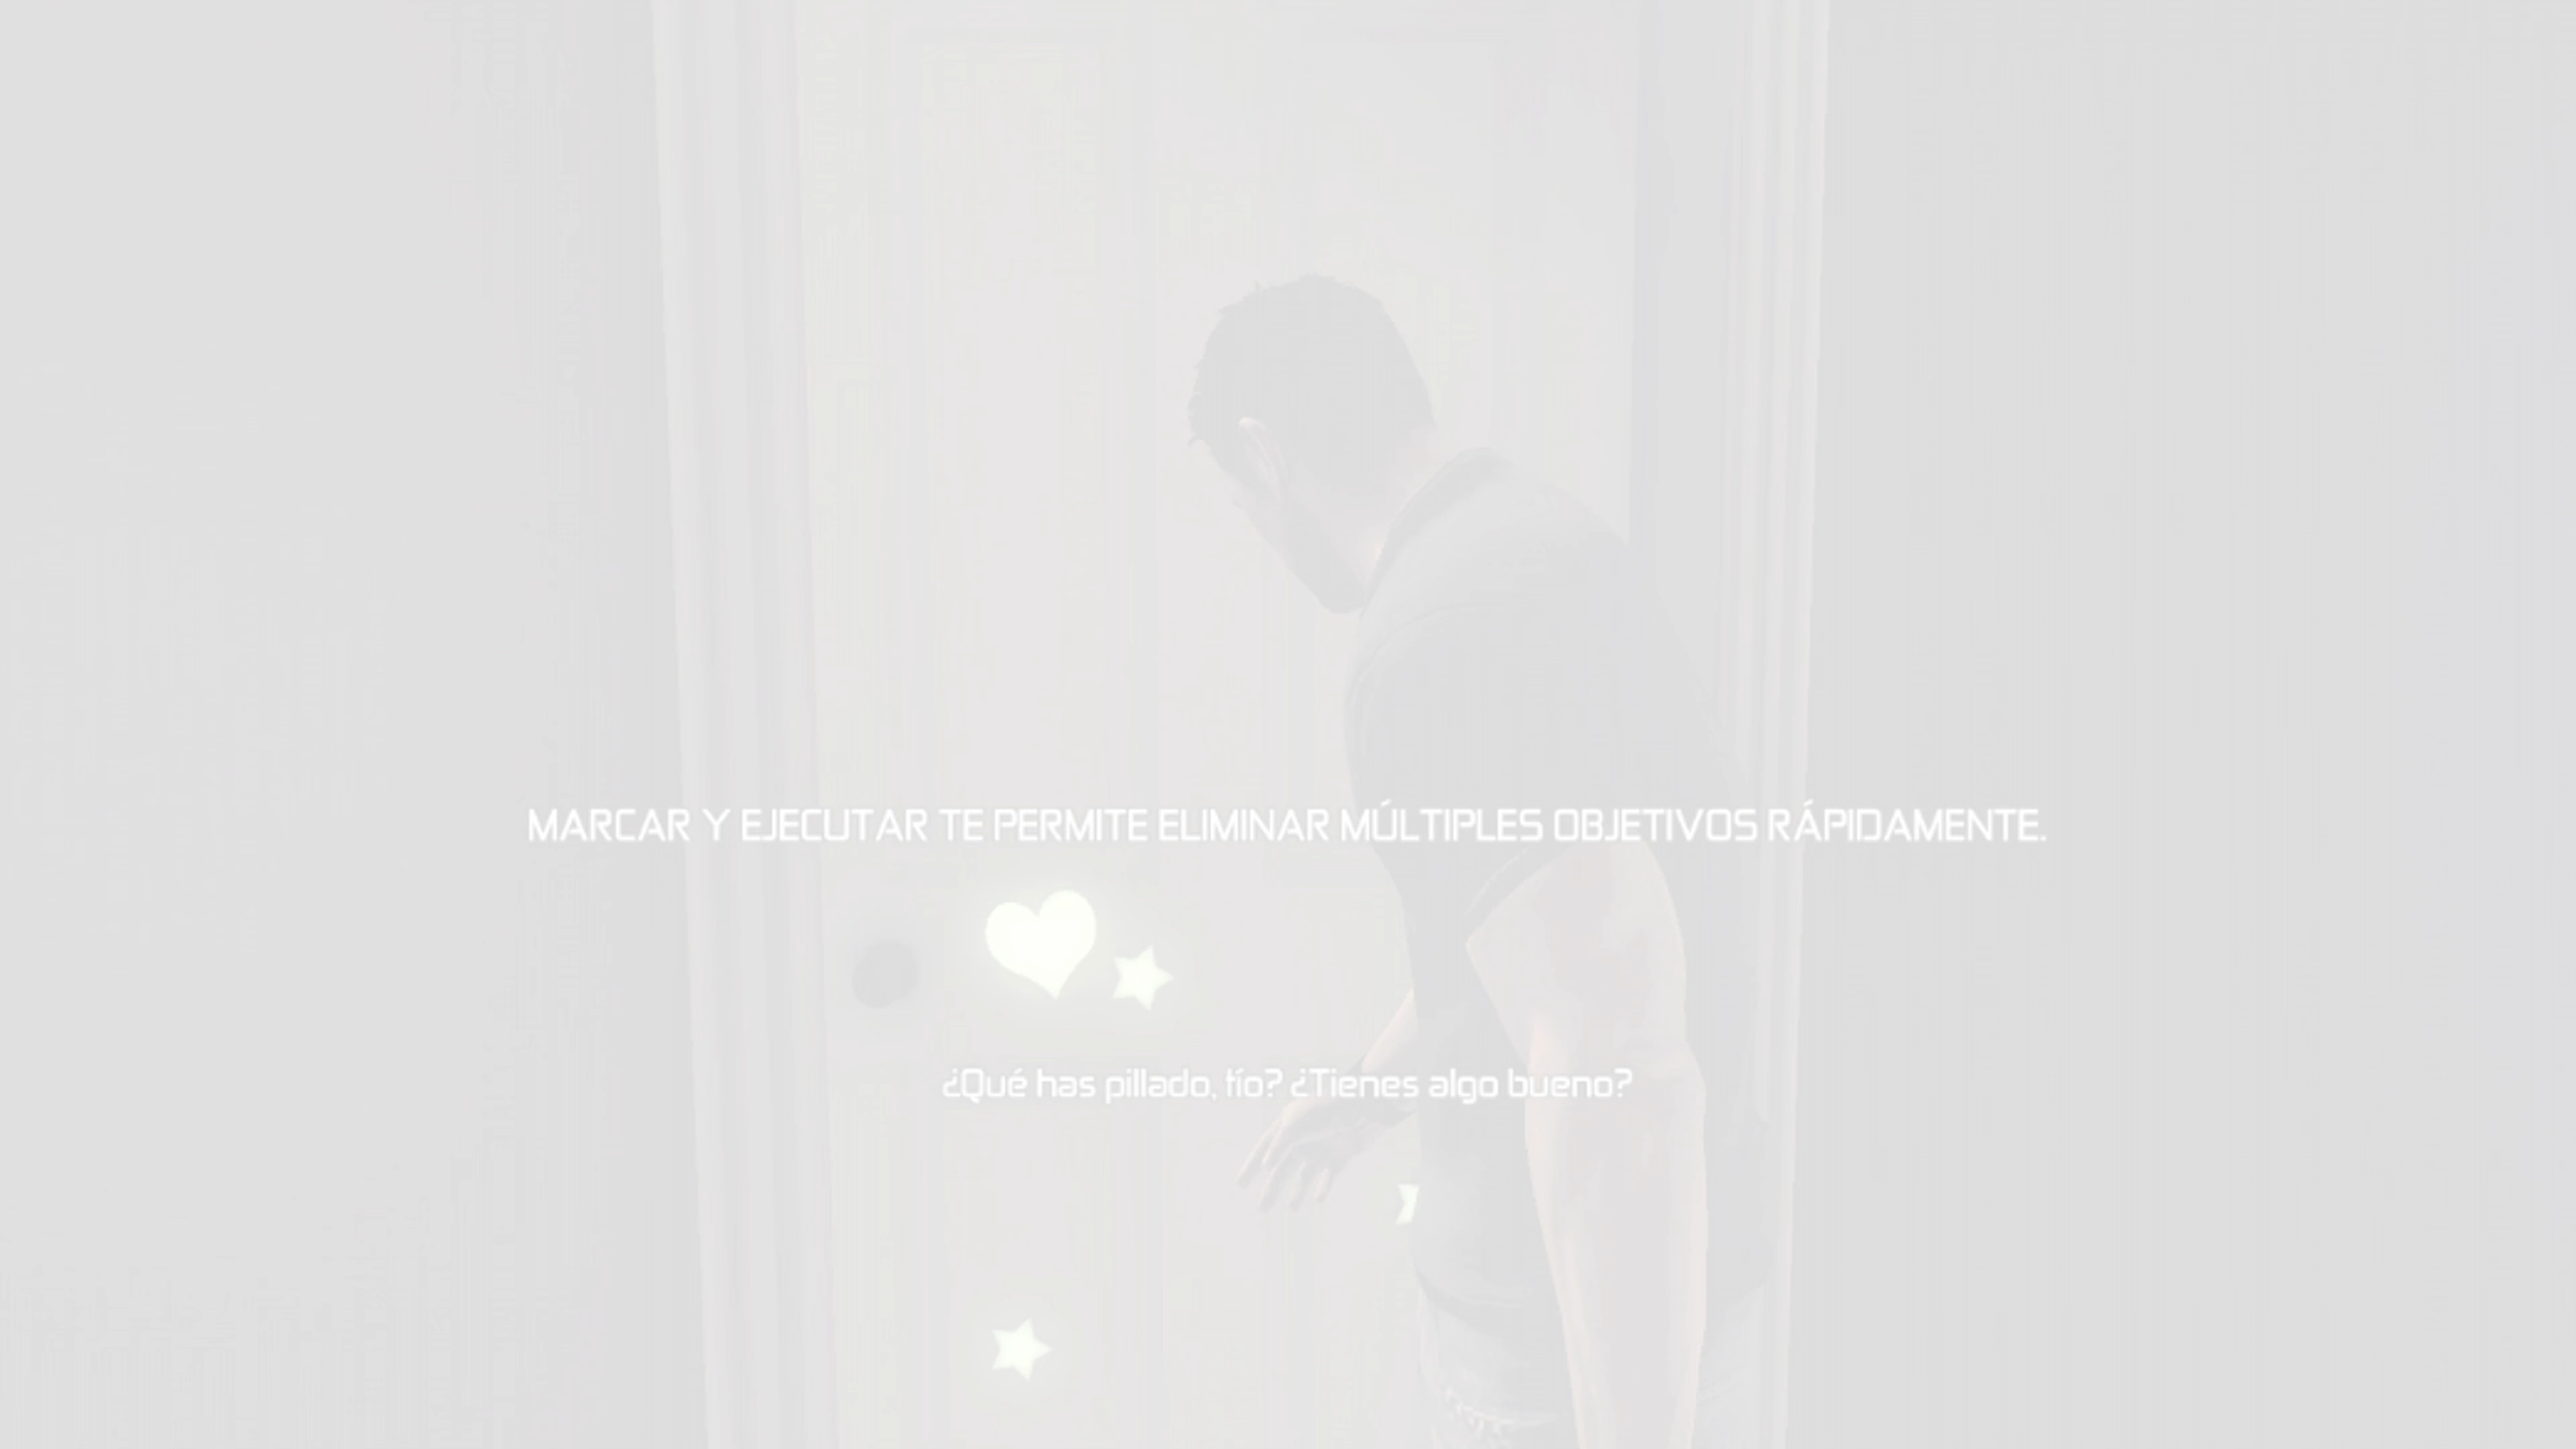 MARCAR Y EJECUTAR TE PERMITE ELIMINAR MÚLTIPLES OBJETIVOS RÁPIDAMENTE.
¿Qué has pillado, tío? ¿Tienes algo bueno?